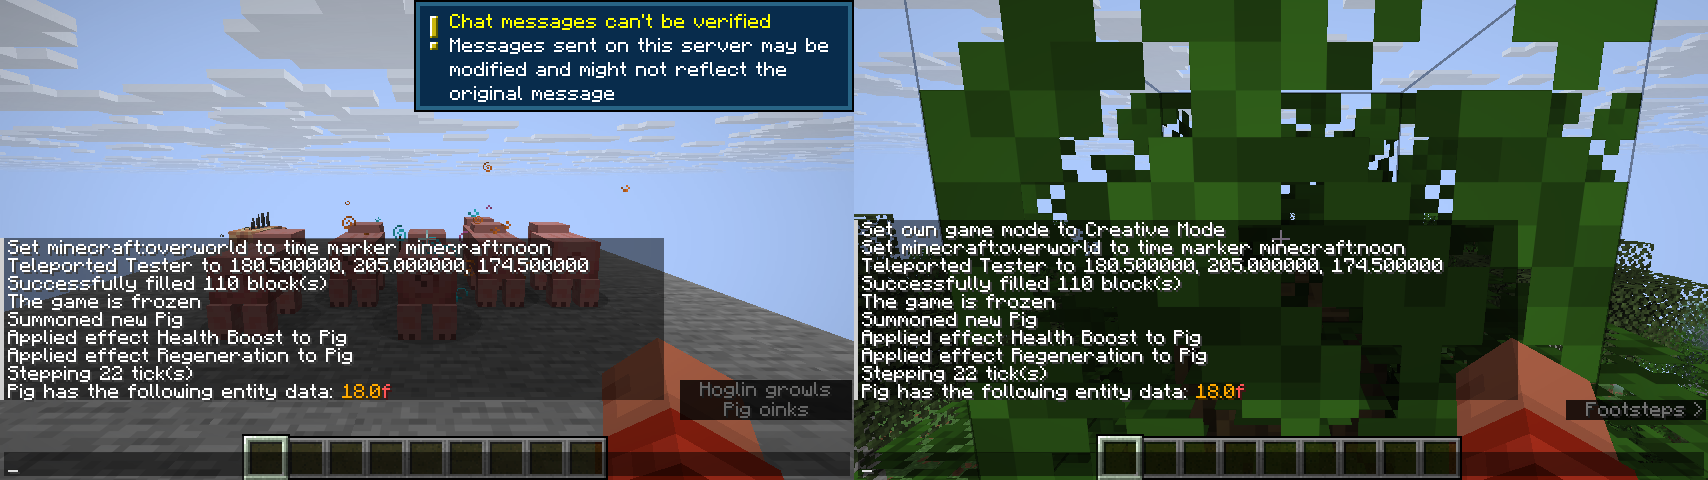 Chat messages can't be verified
Messages sent on this server may be
modified and might not reflect the
original message
Set minecraft:overworld to time marker minecraft:noon
Teleported Tester to 180.500000, 205.000000, 174.500000
Successfully filled 110 block(s)
The game is frozen
Summoned new Pig
Applied effect Health Boost to Pig
Applied effect Regeneration to Pig
Stepping 22 tick(s)
Pig has the following entity data: 18.0f
Hoglin growls
Pig oinks
_
Set own game mode to Creative Mode
Set minecraft:overworld to time marker minecraft:noon
Teleported Tester to 180.500000, 205.000000, 174.500000
Successfully filled 110 block(s)
The game is frozen
Summoned new Pig
Applied effect Health Boost to Pig
Applied effect Regeneration to Pig
Stepping 22 tick(s)
Pig has the following entity data: 18.0f
Footsteps >
_